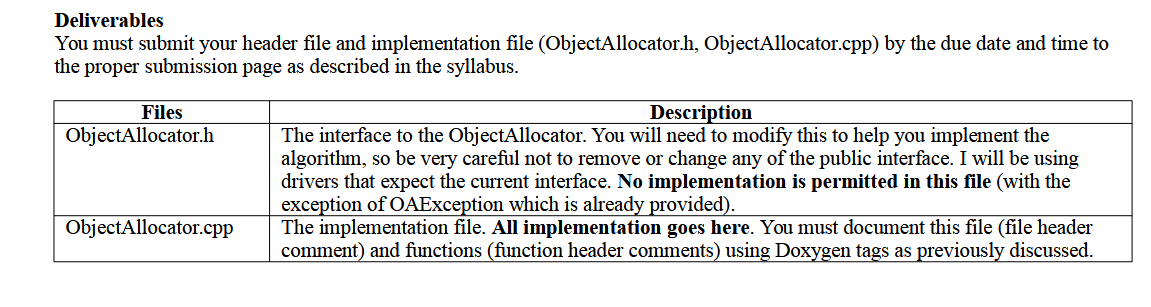 Deliverables
You must submit your header file and implementation file (ObjectAllocator.h, ObjectAllocator.cpp) by the due date and time to
the proper submission page as described in the syllabus.
Files Description
ObjectAllocator.h The interface to the ObjectAllocator. You will need to modify this to help you implement the
algorithm, so be very careful not to remove or change any of the public interface. I will be using
drivers that expect the current interface. No implementation is permitted in this file (with the
exception of OAException which is already provided).
ObjectAllocator.cpp The implementation file. All implementation goes here. You must document this file (file header
comment) and functions (function header comments) using Doxygen tags as previously discussed.